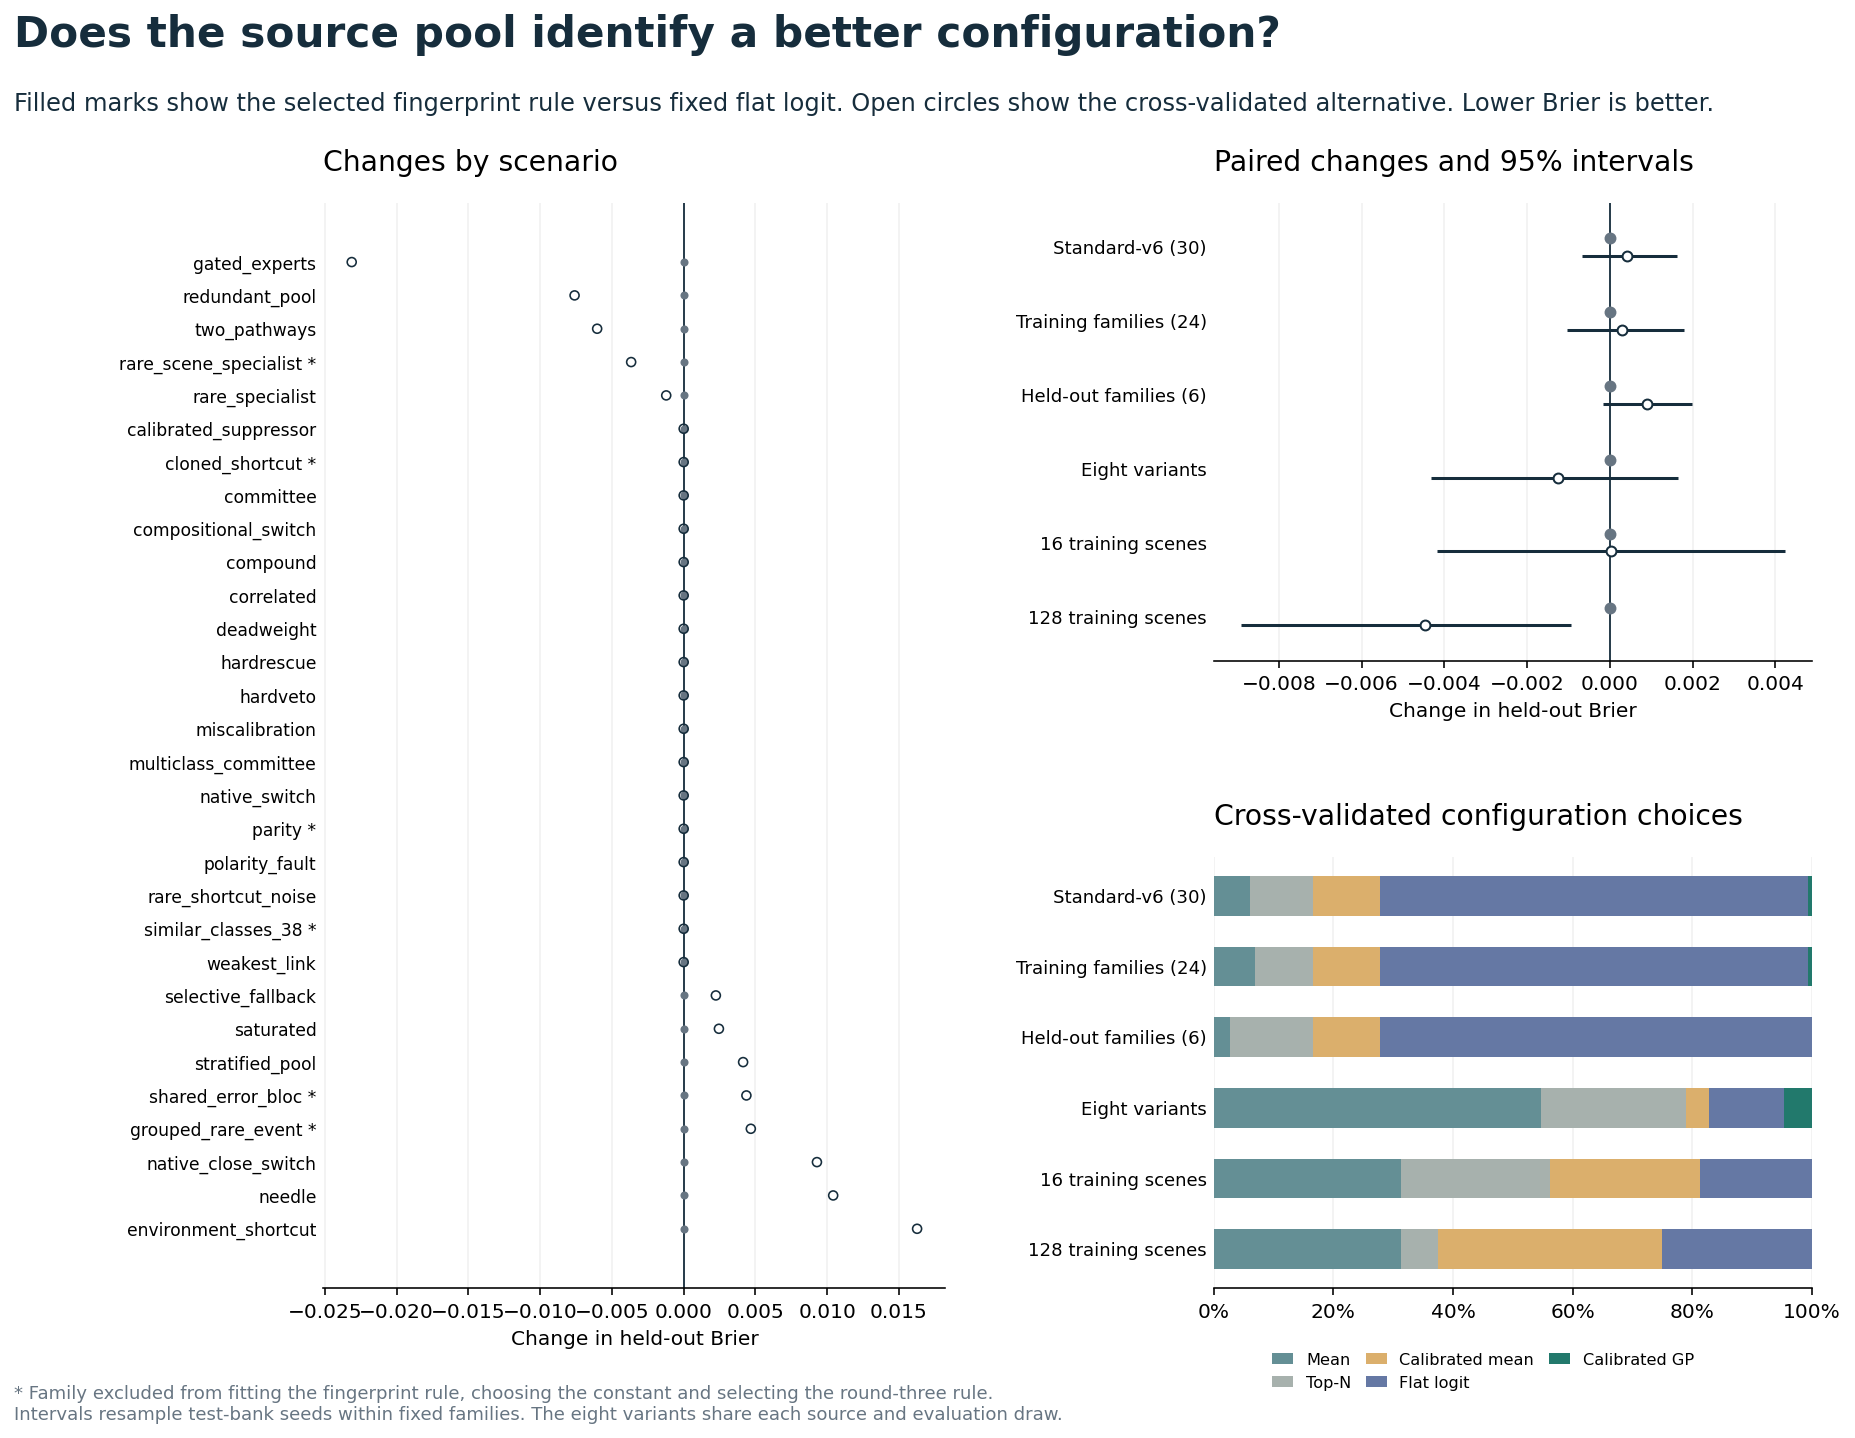 Does the source pool identify a better configuration?
Filled marks show the selected fingerprint rule versus fixed flat logit. Open circles show the cross-validated alternative. Lower Brier is better.
Changes by scenario
gated_experts
redundant_pool
two_pathways
rare_scene_specialist *
rare_specialist
calibrated_suppressor
cloned_shortcut *
committee
compositional_switch
compound
correlated
deadweight
hardrescue
hardveto
miscalibration
multiclass_committee
native_switch
parity *
polarity_fault
rare_shortcut_noise
similar_classes_38 *
weakest_link
selective_fallback
saturated
stratified_pool
shared_error_bloc *
grouped_rare_event *
native_close_switch
needle
environment_shortcut
−0.025 −0.020 −0.015 −0.010 −0.005 0.000 0.005 0.010 0.015
Change in held-out Brier
Paired changes and 95% intervals
Standard-v6 (30)
Training families (24)
Held-out families (6)
Eight variants
16 training scenes
128 training scenes
−0.008 −0.006 −0.004 −0.002 0.000 0.002 0.004
Change in held-out Brier
Cross-validated configuration choices
Standard-v6 (30)
Training families (24)
Held-out families (6)
Eight variants
16 training scenes
128 training scenes
0% 20% 40% 60% 80% 100%
Mean Calibrated mean Calibrated GP
Top-N Flat logit
* Family excluded from fitting the fingerprint rule, choosing the constant and selecting the round-three rule.
Intervals resample test-bank seeds within fixed families. The eight variants share each source and evaluation draw.